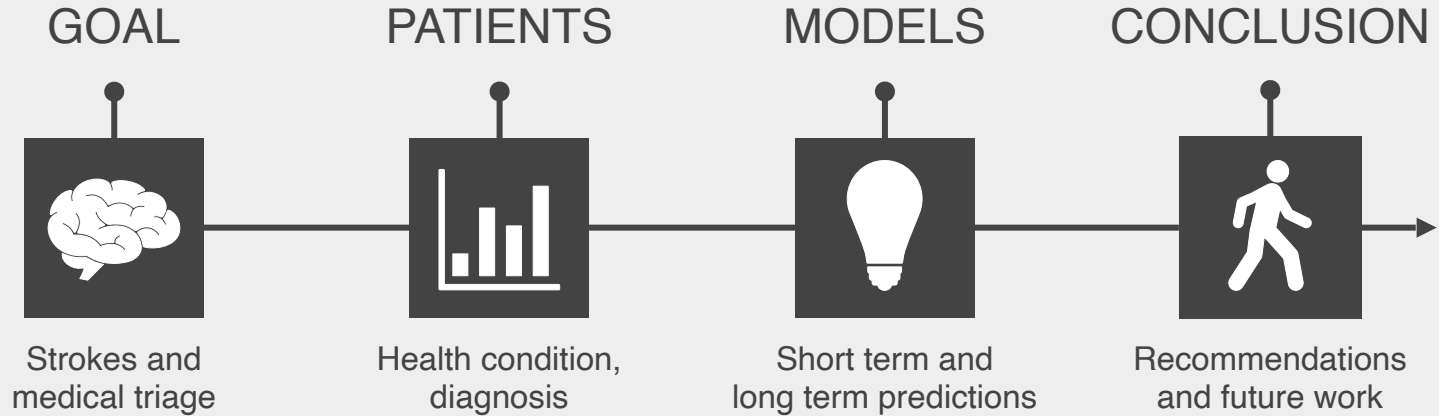 GOAL
PATIENTS
MODELS
CONCLUSION
Strokes and
medical triage
Health condition,
diagnosis
Short term and
long term predictions
Recommendations
and future work